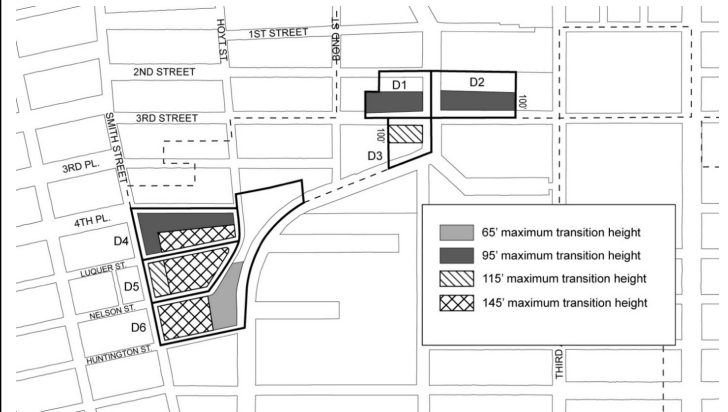 HOYT ST.
BOND ST.
1ST STREET
2ND STREET
D1
D2
100'
3RD STREET
SMITH STREET
100'
D3
3RD PL.
4TH PL.
D4
LUQUER ST.
D5
NELSON ST.
D6
HUNTINGTON ST.
THIRD
65' maximum transition height
95' maximum transition height
115' maximum transition height
145' maximum transition height